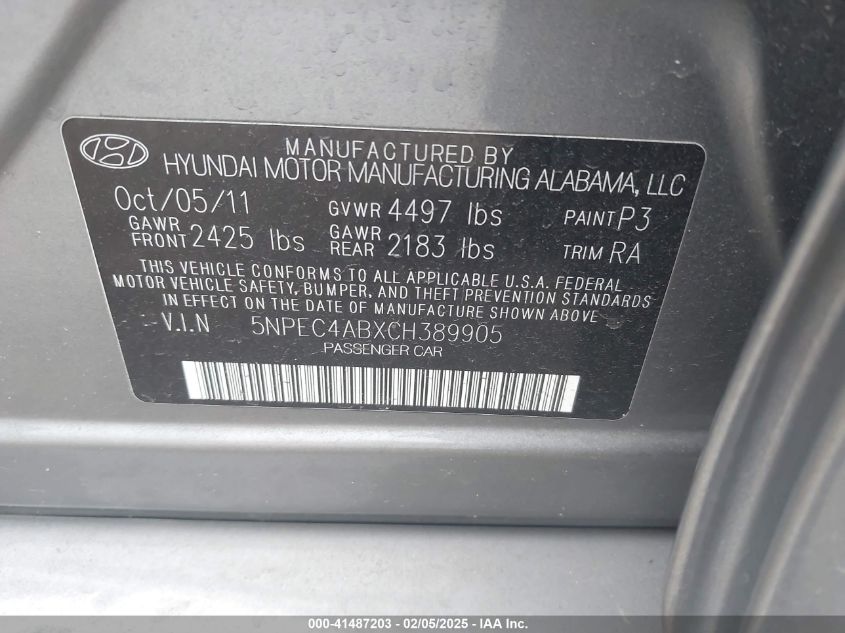 MANUFACTURED BY
HYUNDAI MOTOR MANUFACTURING ALABAMA, LLC
Oct/05/11 GVWR 4497 lbs PAINT P3
GAWR FRONT 2425 lbs GAWR REAR 2183 lbs TRIM RA
THIS VEHICLE CONFORMS TO ALL APPLICABLE U.S.A. FEDERAL
MOTOR VEHICLE SAFETY, BUMPER, AND THEFT PREVENTION STANDARDS
IN EFFECT ON THE DATE OF MANUFACTURE SHOWN ABOVE
V.I.N 5NPEC4ABXCH389905
PASSENGER CAR
000-41487203 - 02/05/2025 - IAA Inc.